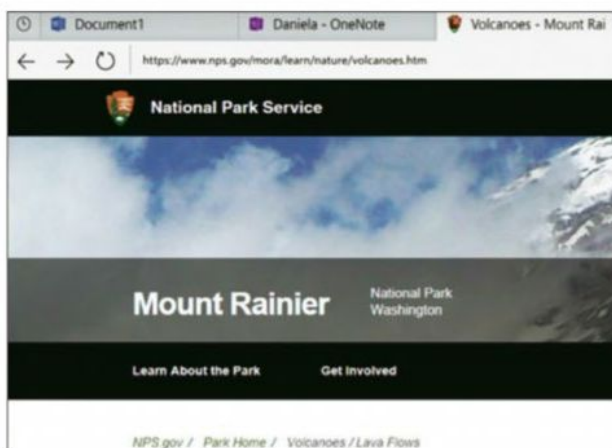 Document1 Daniela - OneNote Volcanoes - Mount Rai
https://www.nps.gov/mora/learn/nature/volcanoes.htm
National Park Service
Mount Rainier National Park
Washington
Learn About the Park Get Involved
NPS.gov / Park Home / Volcanoes / Lava Flows